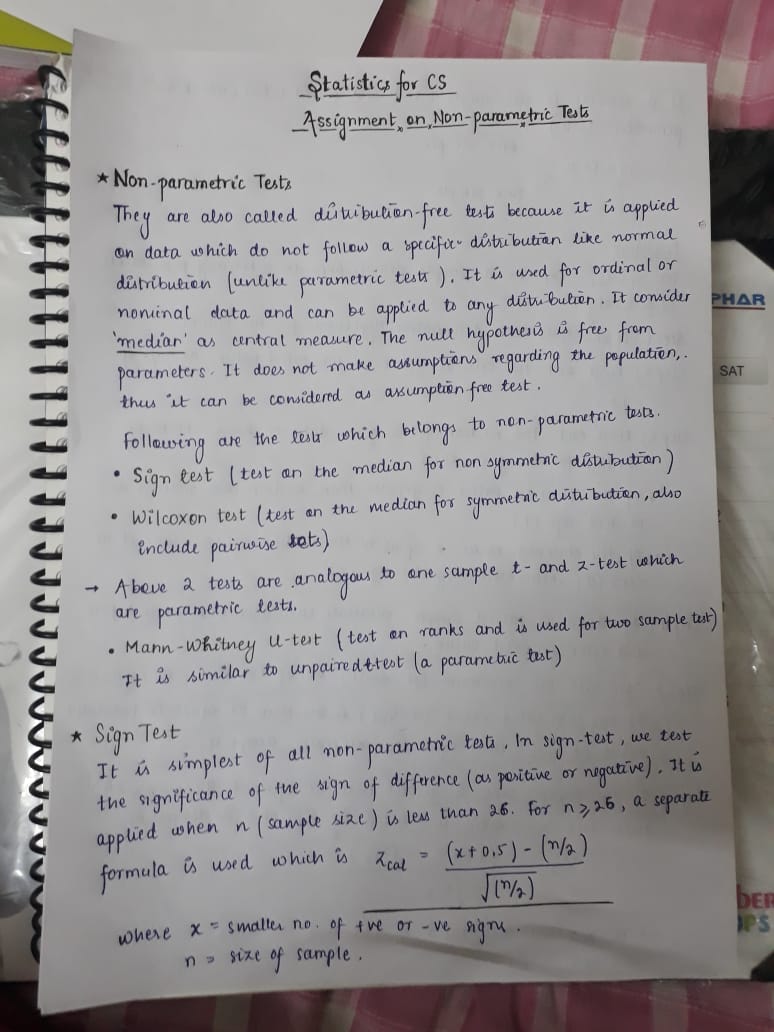 Statistics for CS
Assignment on Non-parametric Tests
* Non-parametric Tests
They are also called distribution-free tests because it is applied
on data which do not follow a specific distribution like normal
distribution (unlike parametric tests). It is used for ordinal or
nominal data and can be applied to any distribution. It consider
'median' as central measure. The null hypothesis is free from
parameters. It does not make assumptions regarding the population,.
thus it can be considered as assumption free test.
Following are the tests which belongs to non-parametric tests.
• Sign test (test on the median for non symmetric distribution)
• Wilcoxon test (test on the median for symmetric distribution, also
include pairwise sets)
→ Above 2 tests are analogous to one sample t- and z-test which
are parametric tests.
• Mann-Whitney U-test (test on ranks and is used for two sample test)
It is similar to unpaired t-test (a parametric test)
* Sign Test
It is simplest of all non-parametric tests. In sign-test, we test
the significance of the sign of difference (as positive or negative). It is
applied when n (sample size) is less than 26. For n ⩾ 26, a separate
formula is used which is Zcal = (x+0.5) - (n/2) / √(n/2)
where x = smaller no. of +ve or -ve signs.
n = size of sample.
PHAR
SAT
BER
OPS